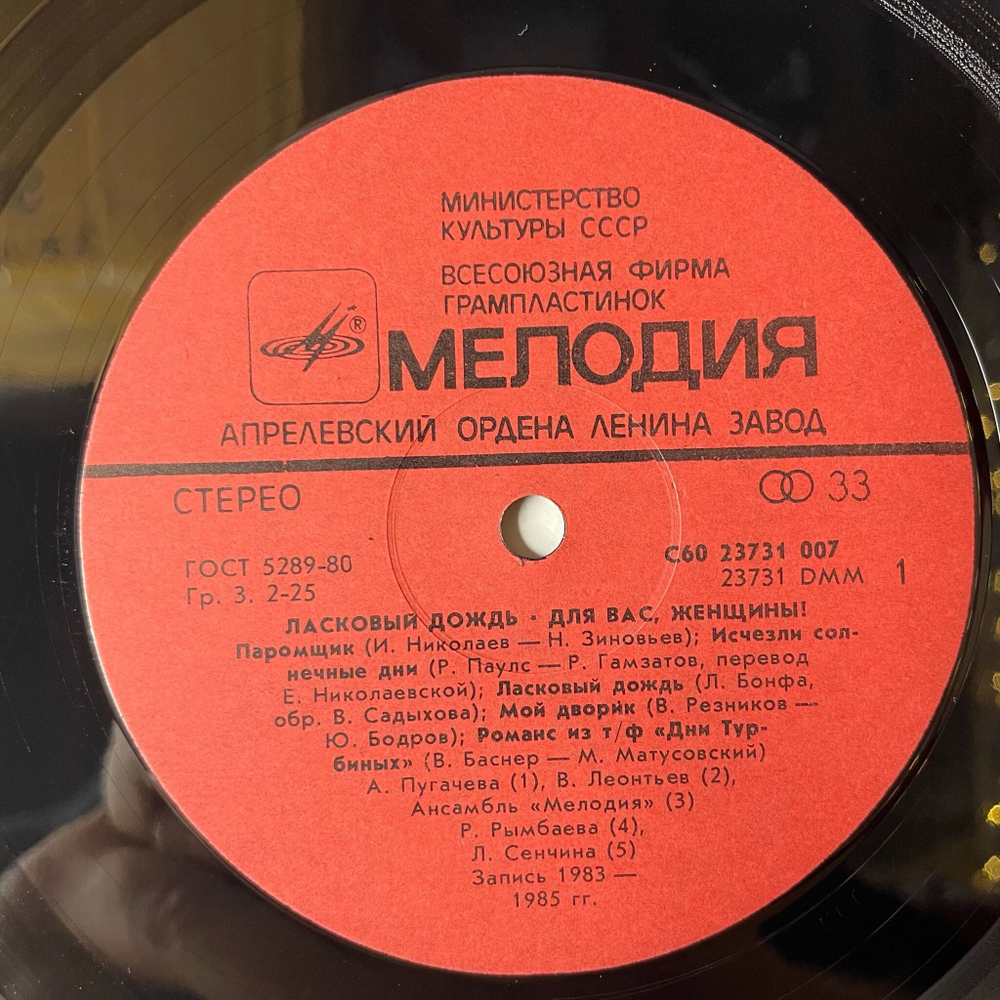 МИНИСТЕРСТВО
КУЛЬТУРЫ СССР
ВСЕСОЮЗНАЯ ФИРМА
ГРАМПЛАСТИНОК
®
МЕЛОДИЯ
АПРЕЛЕВСКИЙ ОРДЕНА ЛЕНИНА ЗАВОД
СТЕРЕО
33
ГОСТ 5289-80
Гр. 3. 2-25
С60 23731 007
23731 DMM 1
ЛАСКОВЫЙ ДОЖДЬ · ДЛЯ ВАС, ЖЕНЩИНЫ!
Паромщик (И. Николаев — Н. Зиновьев); Исчезли сол-
нечные дни (Р. Паулс — Р. Гамзатов, перевод
Е. Николаевской); Ласковый дождь (Л. Бонфа,
обр. В. Садыхова); Мой дворик (В. Резников —
Ю. Бодров); Романс из т/ф «Дни Тур-
биных» (В. Баснер — М. Матусовский)
А. Пугачева (1), В. Леонтьев (2),
Ансамбль «Мелодия» (3)
Р. Рымбаева (4),
Л. Сенчина (5)
Запись 1983 —
1985 гг.